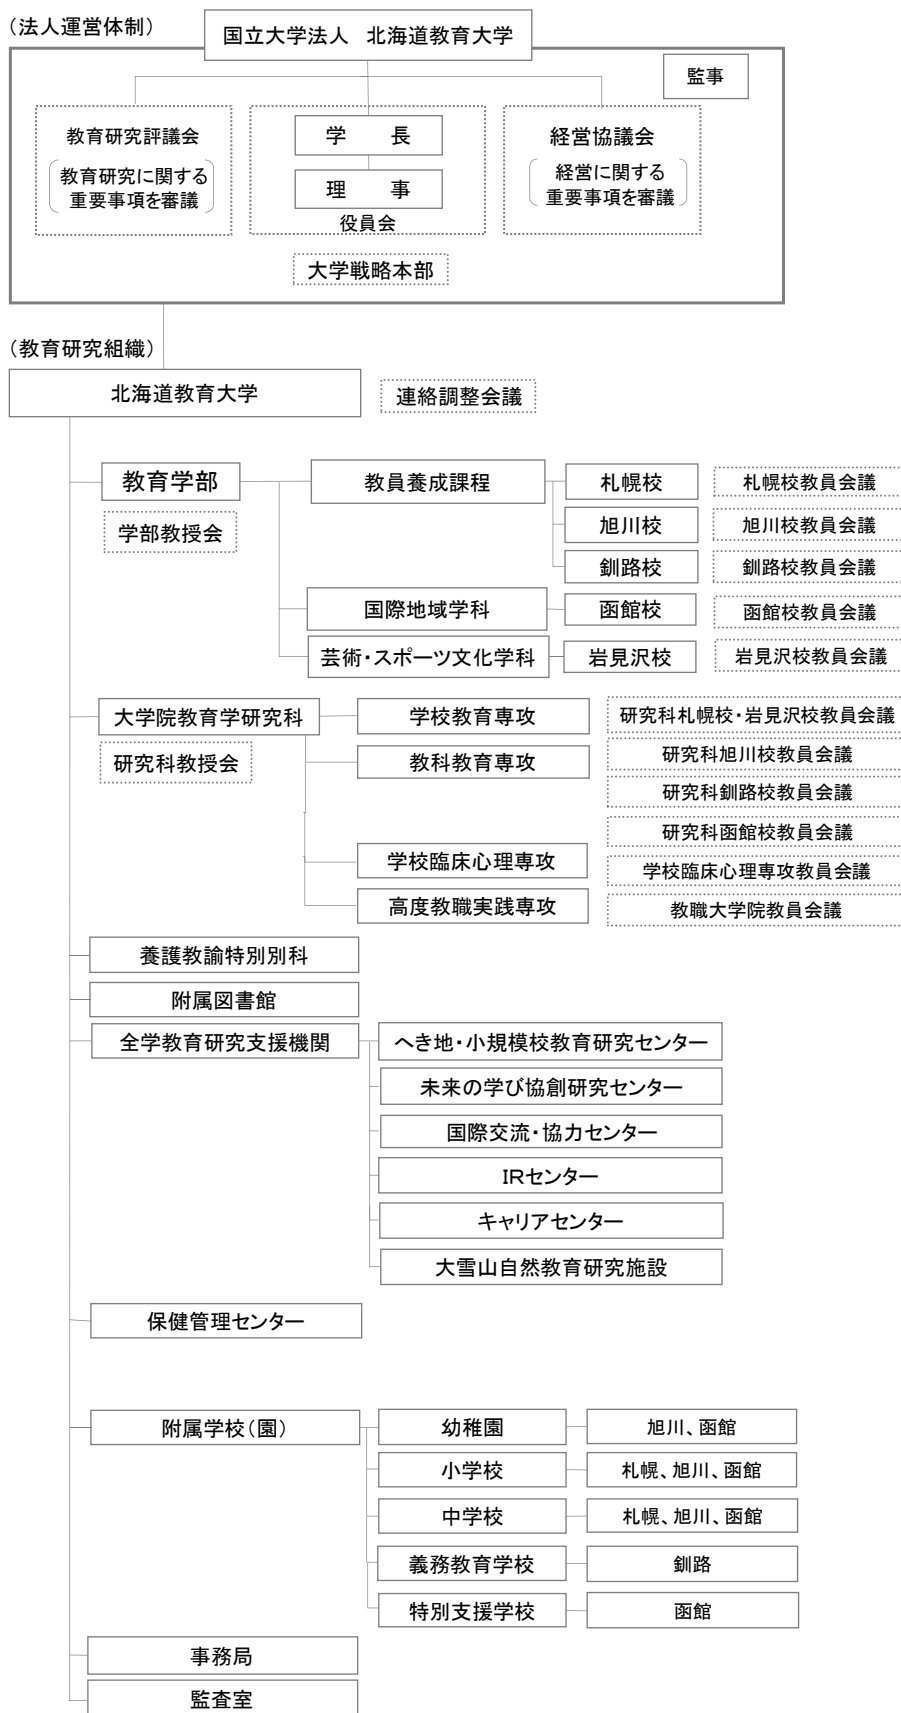 （法人運営体制）
国立大学法人　北海道教育大学
監事
教育研究評議会
教育研究に関する
重要事項を審議
学　　長
理　　事
役員会
経営協議会
経営に関する
重要事項を審議
大学戦略本部
（教育研究組織）
北海道教育大学
連絡調整会議
教育学部
学部教授会
教員養成課程
札幌校
札幌校教員会議
旭川校
旭川校教員会議
釧路校
釧路校教員会議
国際地域学科
函館校
函館校教員会議
芸術・スポーツ文化学科
岩見沢校
岩見沢校教員会議
大学院教育学研究科
研究科教授会
学校教育専攻
研究科札幌校・岩見沢校教員会議
教科教育専攻
研究科旭川校教員会議
研究科釧路校教員会議
研究科函館校教員会議
学校臨床心理専攻
学校臨床心理専攻教員会議
高度教職実践専攻
教職大学院教員会議
養護教諭特別別科
附属図書館
全学教育研究支援機関
へき地・小規模校教育研究センター
未来の学び協創研究センター
国際交流・協力センター
IRセンター
キャリアセンター
大雪山自然教育研究施設
保健管理センター
附属学校（園）
幼稚園
旭川、函館
小学校
札幌、旭川、函館
中学校
札幌、旭川、函館
義務教育学校
釧路
特別支援学校
函館
事務局
監査室